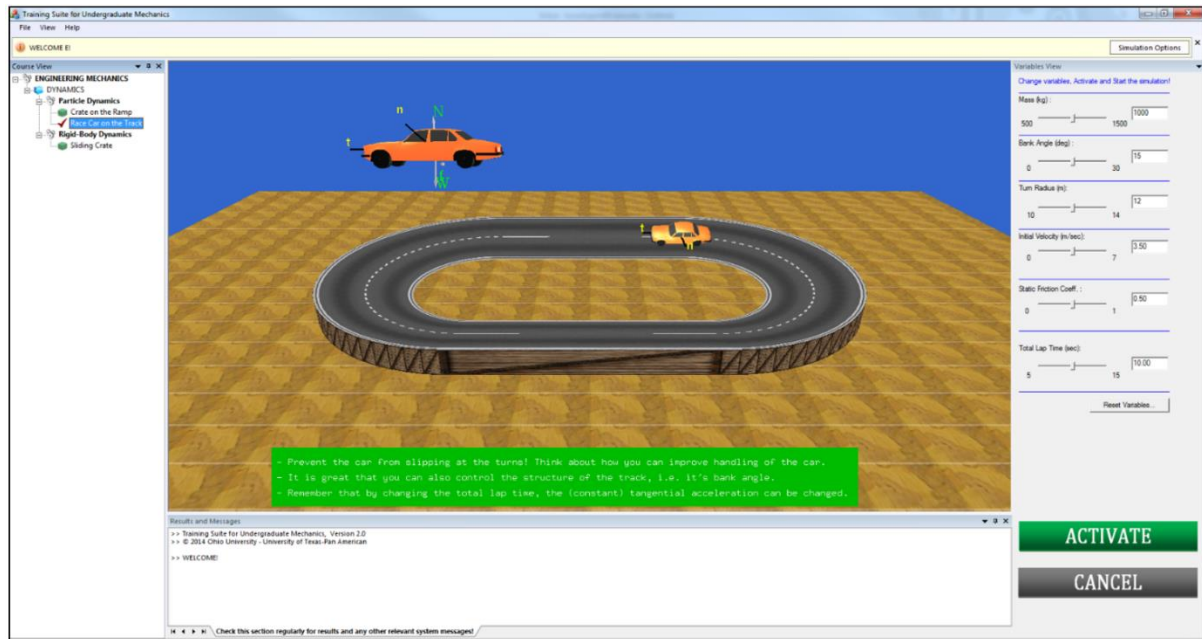 Training Suite for Undergraduate Mechanics
File View Help
WELCOME E!
Simulation Options
Course View
ENGINEERING MECHANICS
DYNAMICS
Particle Dynamics
Crate on the Ramp
Race Car on the Track
Rigid-Body Dynamics
Sliding Crate
N
n
t
f
W
t
n
- Prevent the car from slipping at the turns! Think about how you can improve handling of the car.
- It is great that you can also control the structure of the track, i.e. it's bank angle.
- Remember that by changing the total lap time, the (constant) tangential acceleration can be changed.
Results and Messages
>> Training Suite for Undergraduate Mechanics, Version 2.0
>> © 2014 Ohio University - University of Texas-Pan American
>> WELCOME!
Check this section regularly for results and any other relevant system messages!
Variables View
Change variables, Activate and Start the simulation!
Mass (kg) :
500 1500 1000
Bank Angle (deg) :
0 30 15
Turn Radius (m):
10 14 12
Initial Velocity (m/sec):
0 7 3.50
Static Friction Coeff. :
0 1 0.50
Total Lap Time (sec):
5 15 10.00
Reset Variables...
ACTIVATE
CANCEL